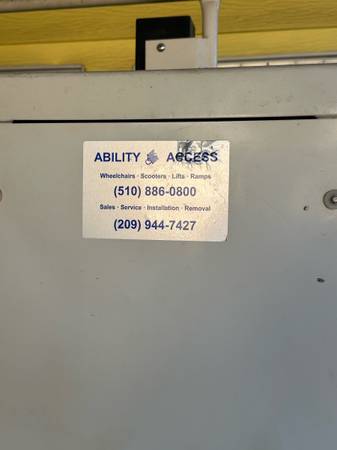 ABILITY ACCESS
Wheelchairs · Scooters · Lifts · Ramps
(510) 886-0800
Sales · Service · Installation · Removal
(209) 944-7427